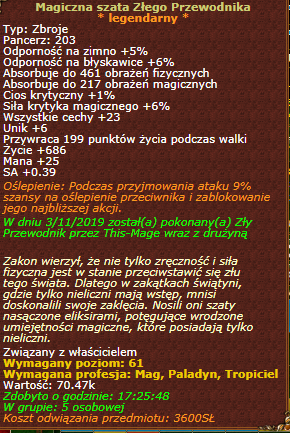 Magiczna szata Złego Przewodnika
* legendarny *
Typ: Zbroje
Pancerz: 203
Odporność na zimno +5%
Odporność na błyskawice +6%
Absorbuje do 461 obrażeń fizycznych
Absorbuje do 217 obrażeń magicznych
Cios krytyczny +1%
Siła krytyka magicznego +6%
Wszystkie cechy +23
Unik +6
Przywraca 199 punktów życia podczas walki
Życie +686
Mana +25
SA +0.39
Oślepienie: Podczas przyjmowania ataku 9%
szansy na oślepienie przeciwnika i zablokowanie
jego najbliższej akcji.
W dniu 3/11/2019 został(a) pokonany(a) Zły
Przewodnik przez This-Mage wraz z drużyną
Zakon wierzył, że nie tylko zręczność i siła
fizyczna jest w stanie przeciwstawić się złu
tego świata. Dlatego w zakątkach świątyni,
gdzie tylko nieliczni mają wstęp, mnisi
doskonalili swoje zaklęcia. Nosili oni szaty
nasączone eliksirami, potęgujące wrodzone
umiejętności magiczne, które posiadają tylko
nieliczni.
Związany z właścicielem
Wymagany poziom: 61
Wymagana profesja: Mag, Paladyn, Tropiciel
Wartość: 70.47k
Zdobyto o godzinie: 17:25:48
W grupie: 5 osobowej
Koszt odwiązania przedmiotu: 3600SŁ